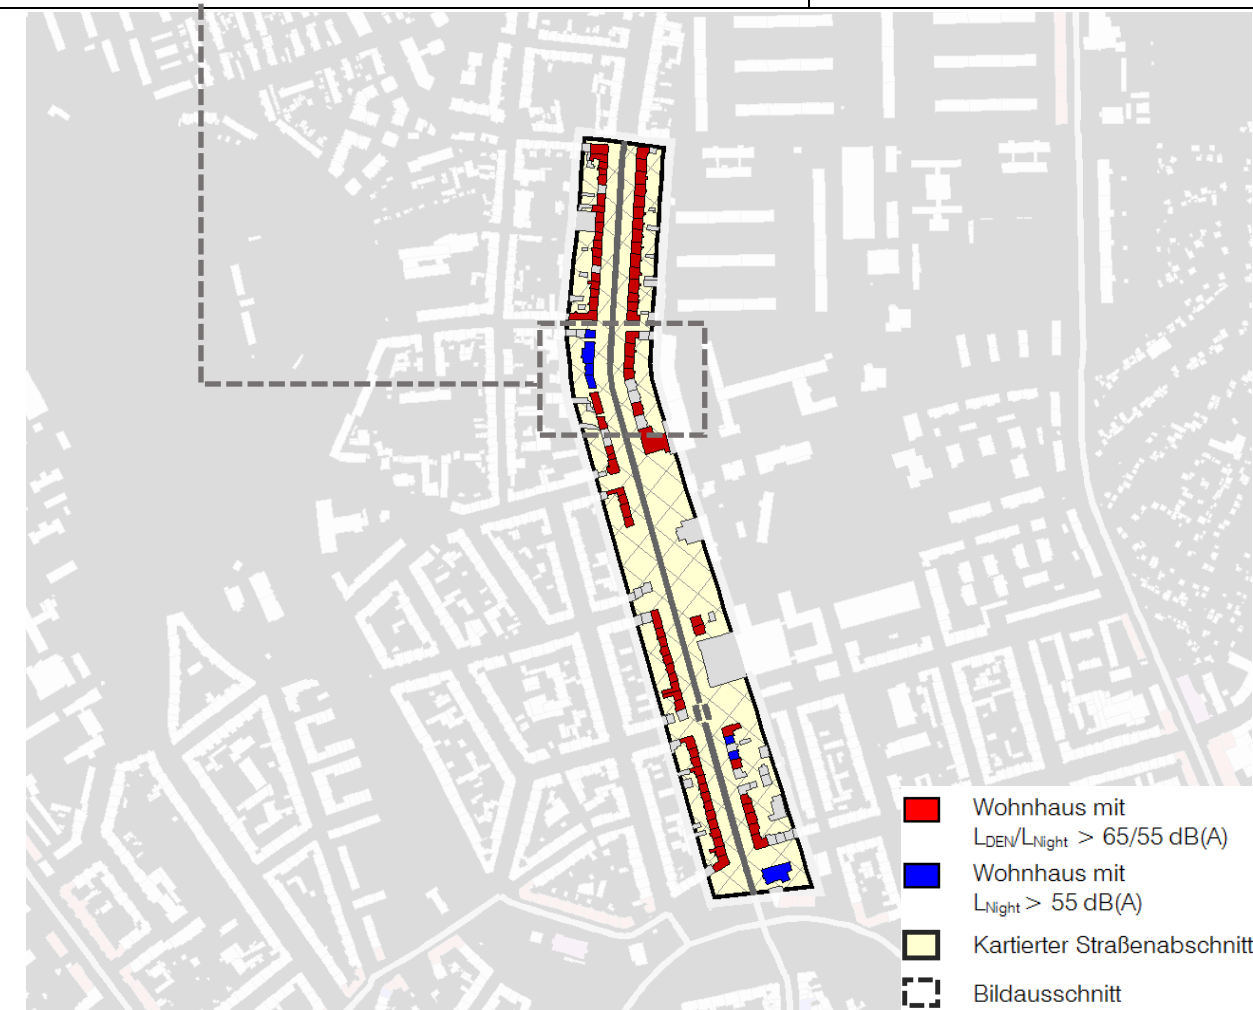 Wohnhaus mit
LDEN/LNight > 65/55 dB(A)
Wohnhaus mit
LNight > 55 dB(A)
Kartierter Straßenabschnitt
Bildausschnitt